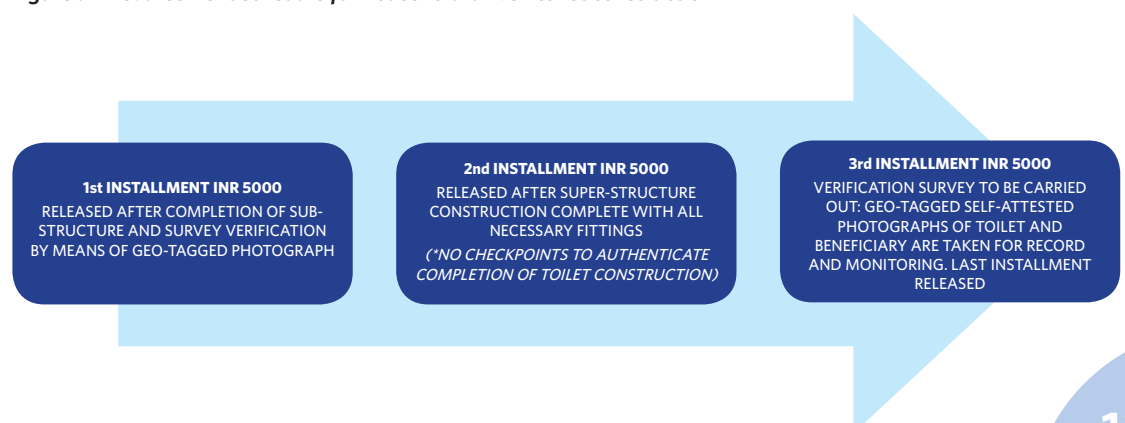 1st INSTALLMENT INR 5000
RELEASED AFTER COMPLETION OF SUB-
STRUCTURE AND SURVEY VERIFICATION
BY MEANS OF GEO-TAGGED PHOTOGRAPH
2nd INSTALLMENT INR 5000
RELEASED AFTER SUPER-STRUCTURE
CONSTRUCTION COMPLETE WITH ALL
NECESSARY FITTINGS
(*NO CHECKPOINTS TO AUTHENTICATE
COMPLETION OF TOILET CONSTRUCTION)
3rd INSTALLMENT INR 5000
VERIFICATION SURVEY TO BE CARRIED
OUT: GEO-TAGGED SELF-ATTESTED
PHOTOGRAPHS OF TOILET AND
BENEFICIARY ARE TAKEN FOR RECORD
AND MONITORING. LAST INSTALLMENT
RELEASED